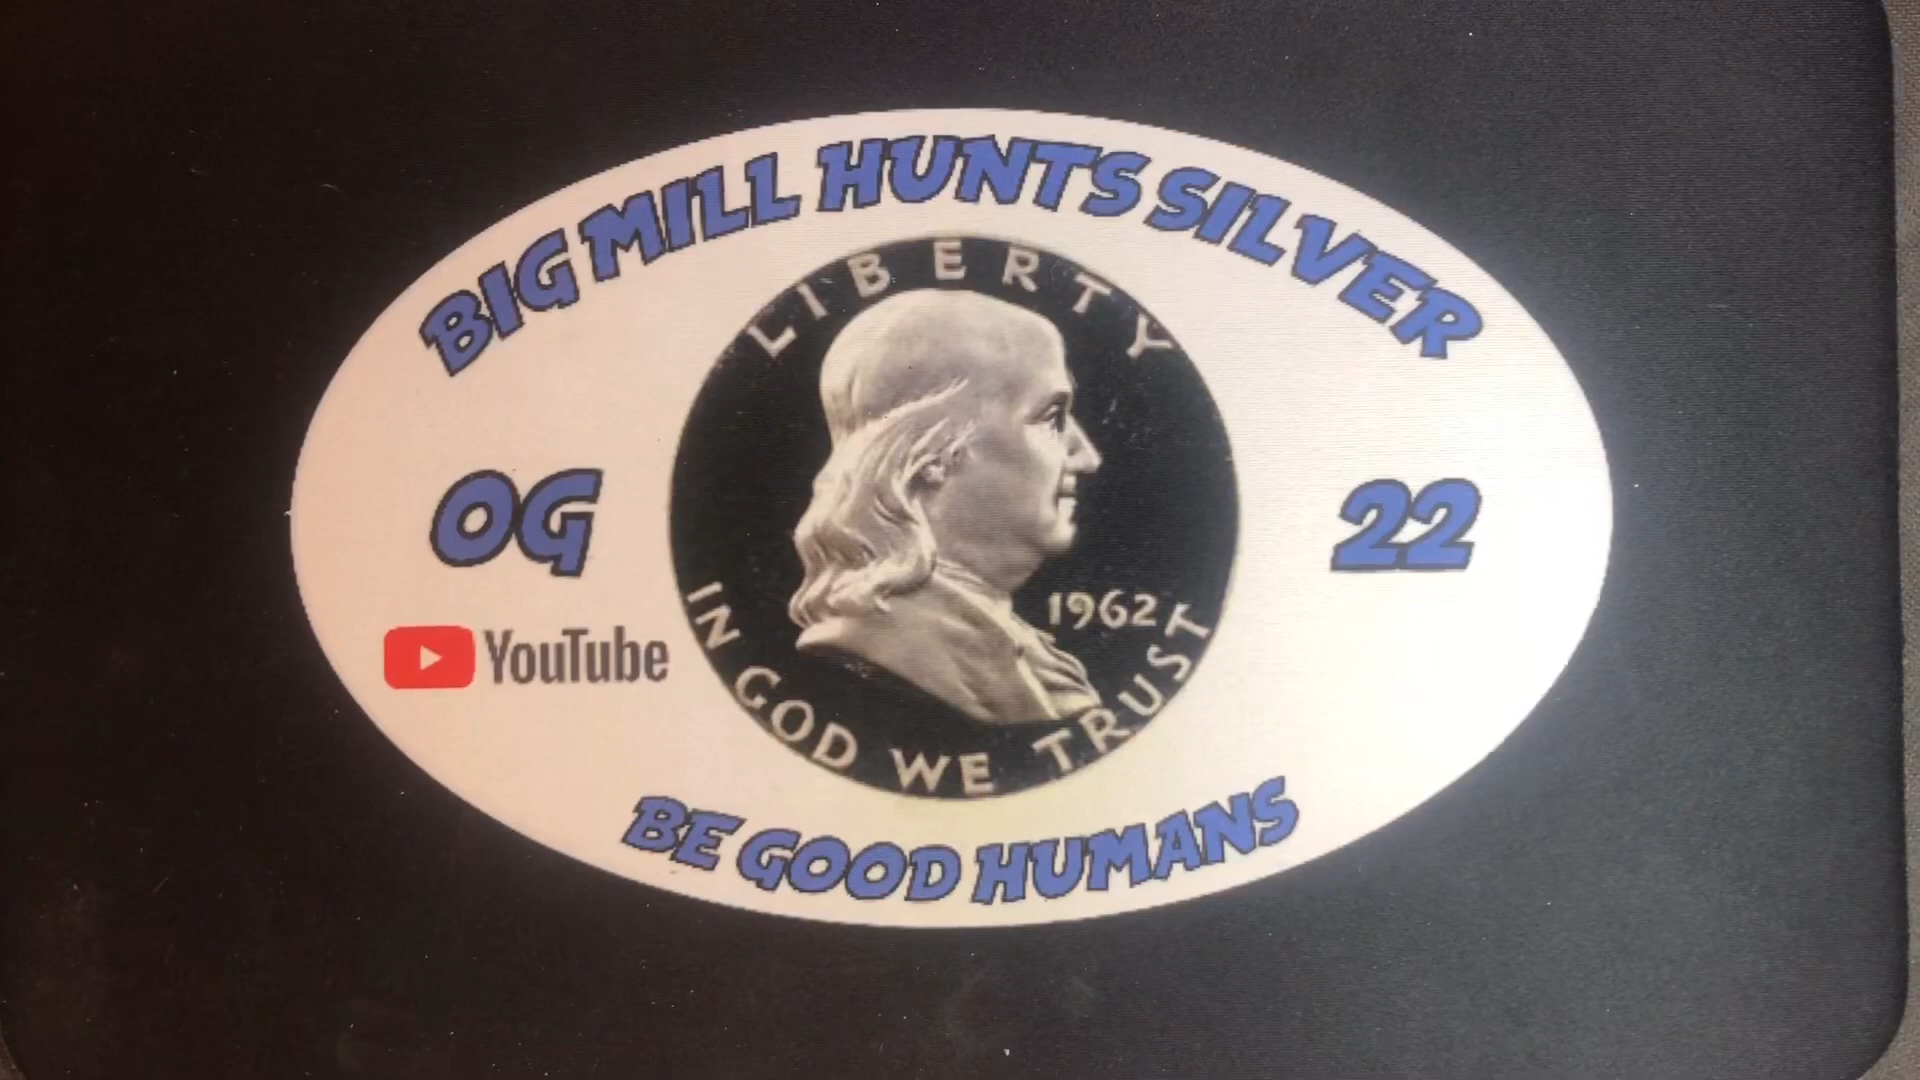 BIG MILL HUNTS SILVER
LIBERTY
OG
22
1962
YouTube
IN GOD WE TRUST
BE GOOD HUMANS